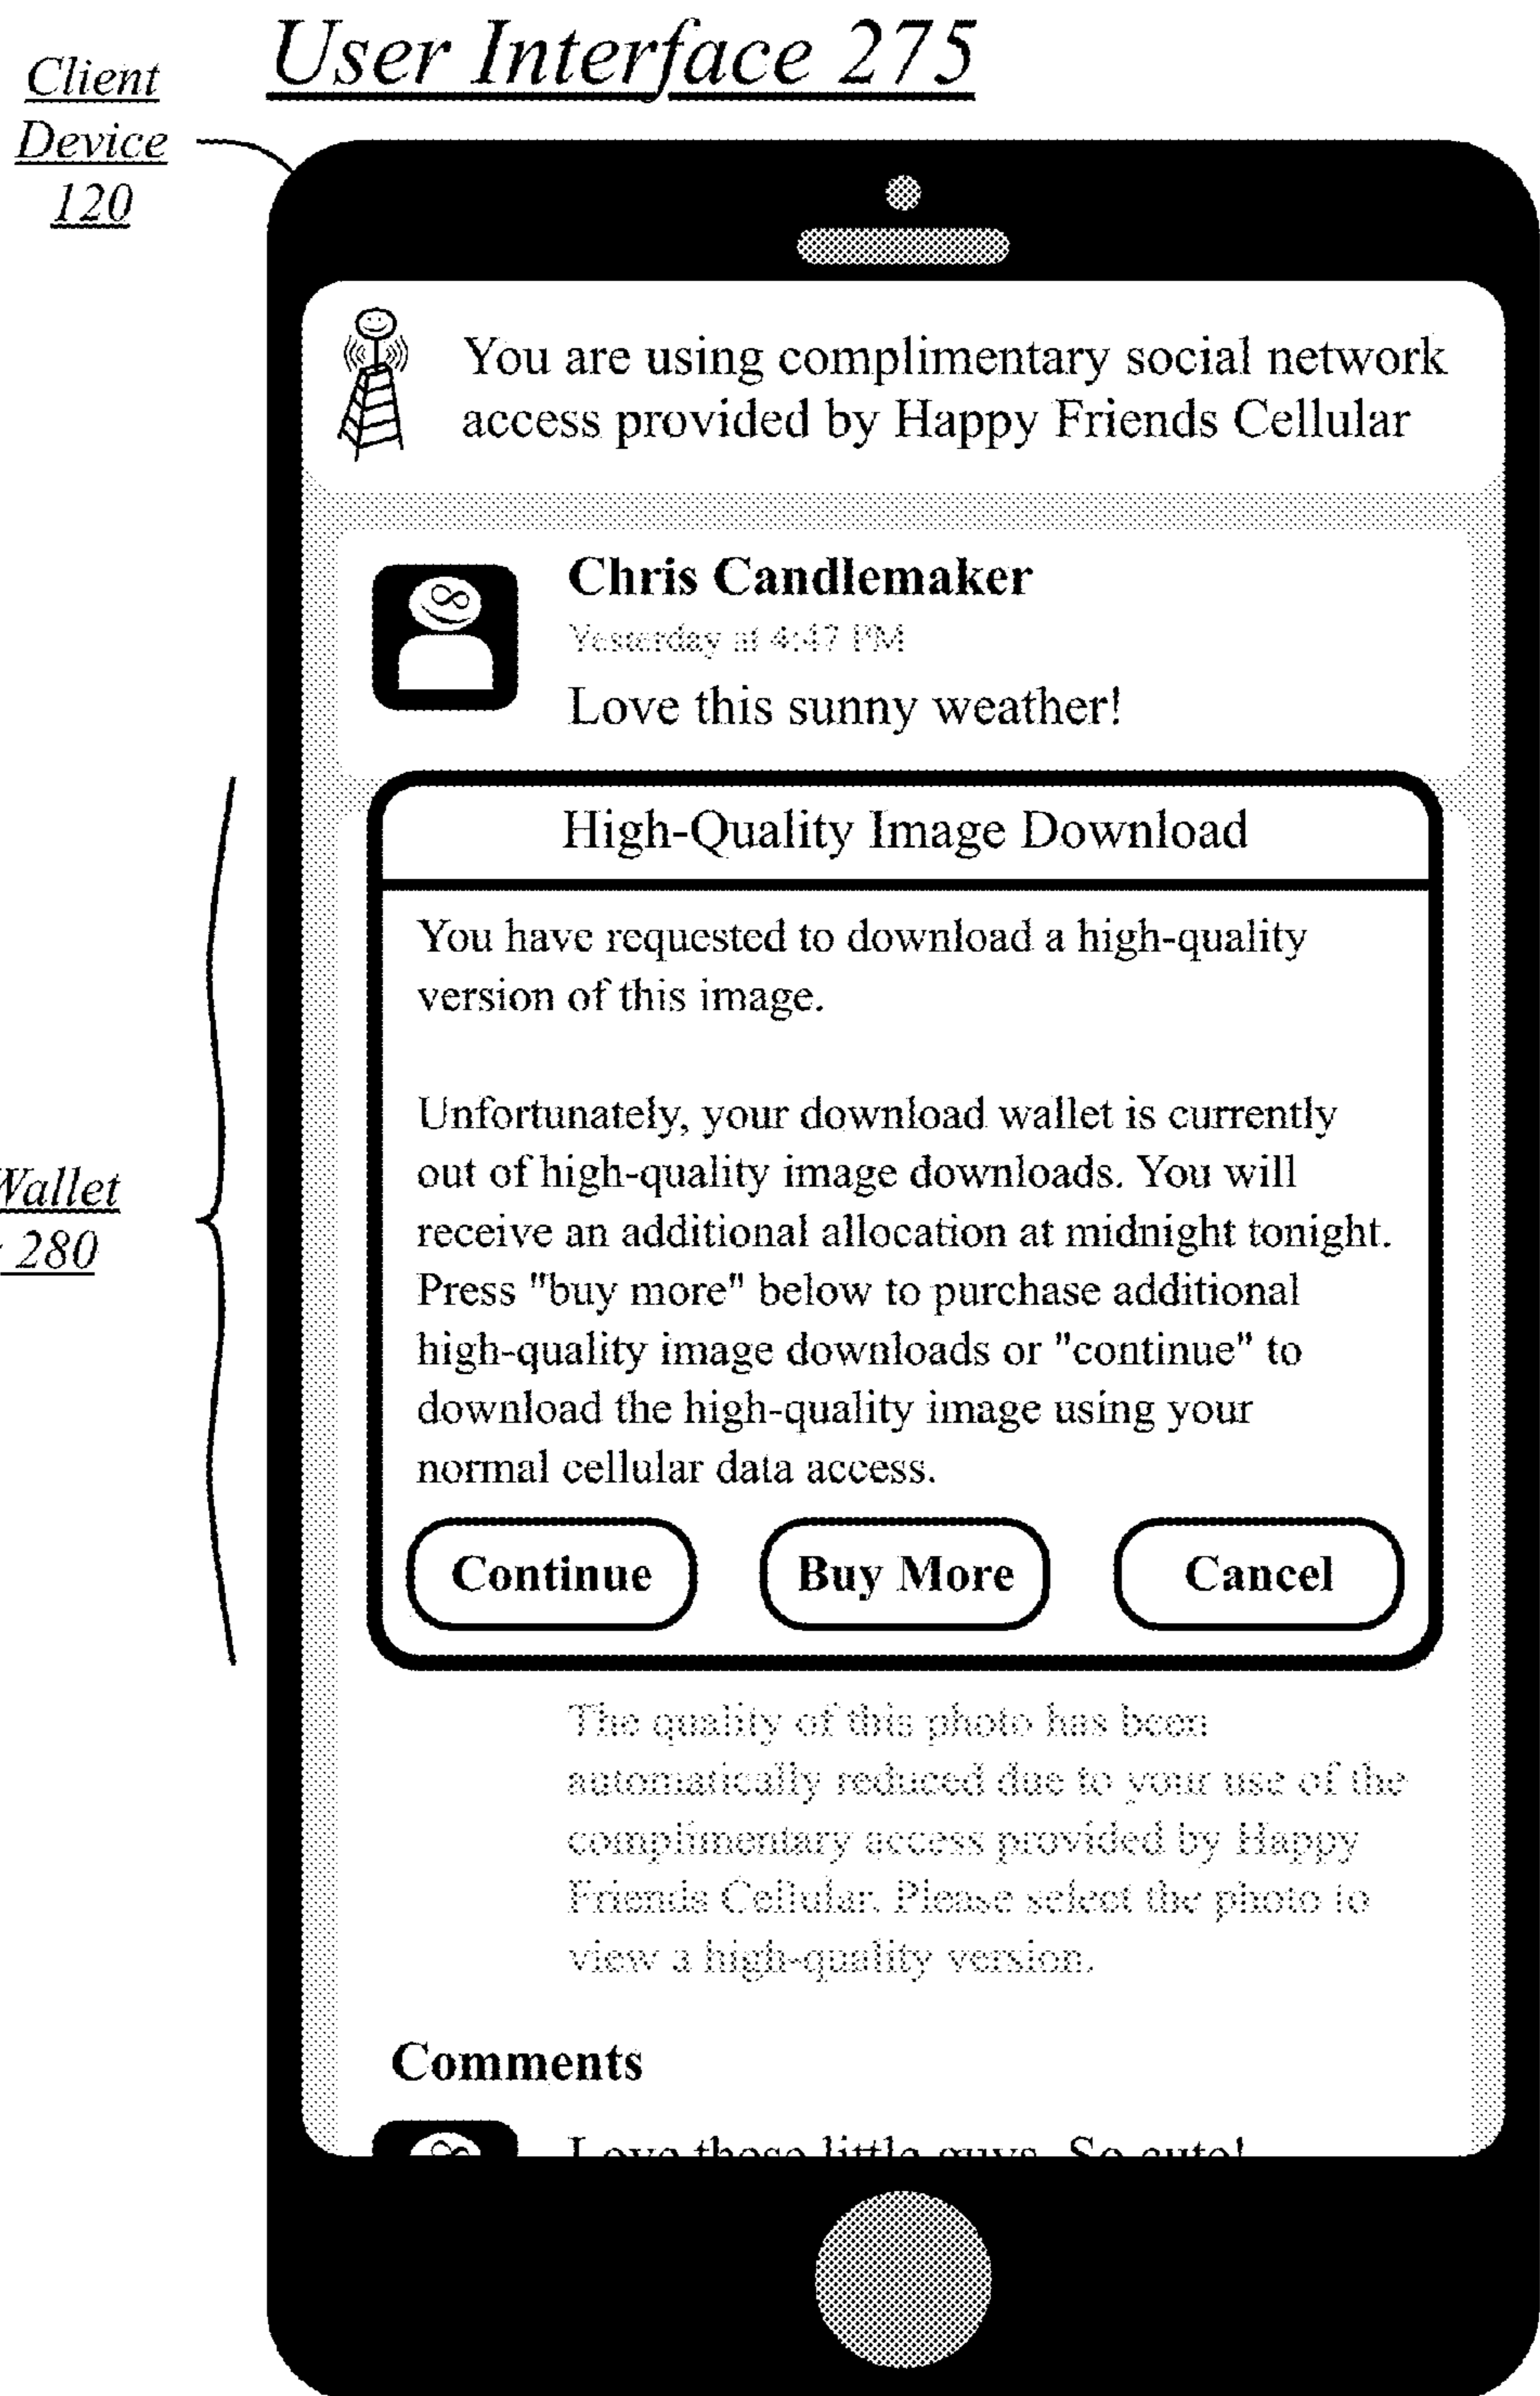 User Interface 275
Client
Device
120
You are using complimentary social network
access provided by Happy Friends Cellular
Chris Candlemaker
Yesterday at 4:47 PM
Love this sunny weather!
High-Quality Image Download
You have requested to download a high-quality
version of this image.
Unfortunately, your download wallet is currently
out of high-quality image downloads. You will
receive an additional allocation at midnight tonight.
Press "buy more" below to purchase additional
high-quality image downloads or "continue" to
download the high-quality image using your
normal cellular data access.
Continue
Buy More
Cancel
Wallet
280
The quality of this photo has been
automatically reduced due to your use of the
complimentary access provided by Happy
Friends Cellular. Please select the photo to
view a high-quality version.
Comments
Love those little guys. So cute!